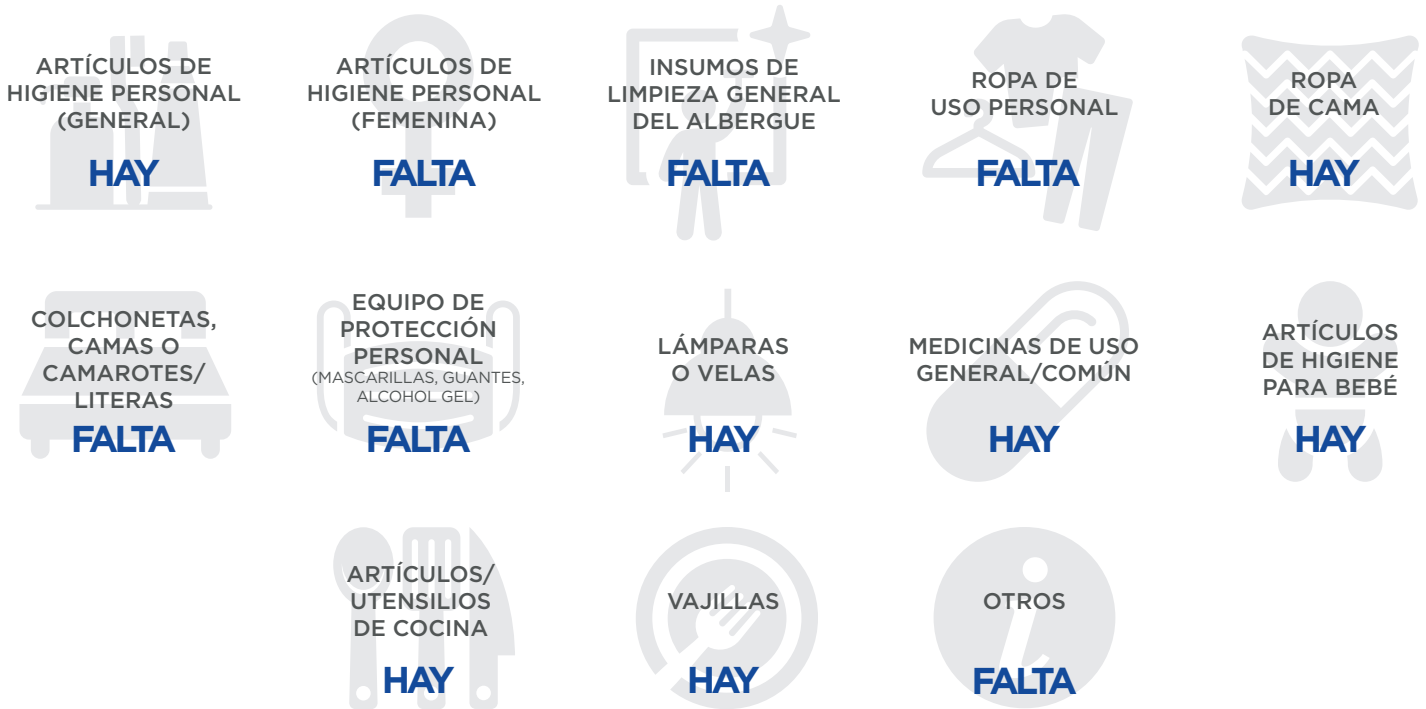 ARTÍCULOS DE
HIGIENE PERSONAL
(GENERAL)
HAY
ARTÍCULOS DE
HIGIENE PERSONAL
(FEMENINA)
FALTA
INSUMOS DE
LIMPIEZA GENERAL
DEL ALBERGUE
FALTA
ROPA DE
USO PERSONAL
FALTA
ROPA
DE CAMA
HAY
COLCHONETAS,
CAMAS O
CAMAROTES/
LITERAS
FALTA
EQUIPO DE
PROTECCIÓN
PERSONAL
(MASCARILLAS, GUANTES,
ALCOHOL GEL)
FALTA
LÁMPARAS
O VELAS
HAY
MEDICINAS DE USO
GENERAL/COMÚN
HAY
ARTÍCULOS
DE HIGIENE
PARA BEBÉ
HAY
ARTÍCULOS/
UTENSILIOS
DE COCINA
HAY
VAJILLAS
HAY
OTROS
FALTA